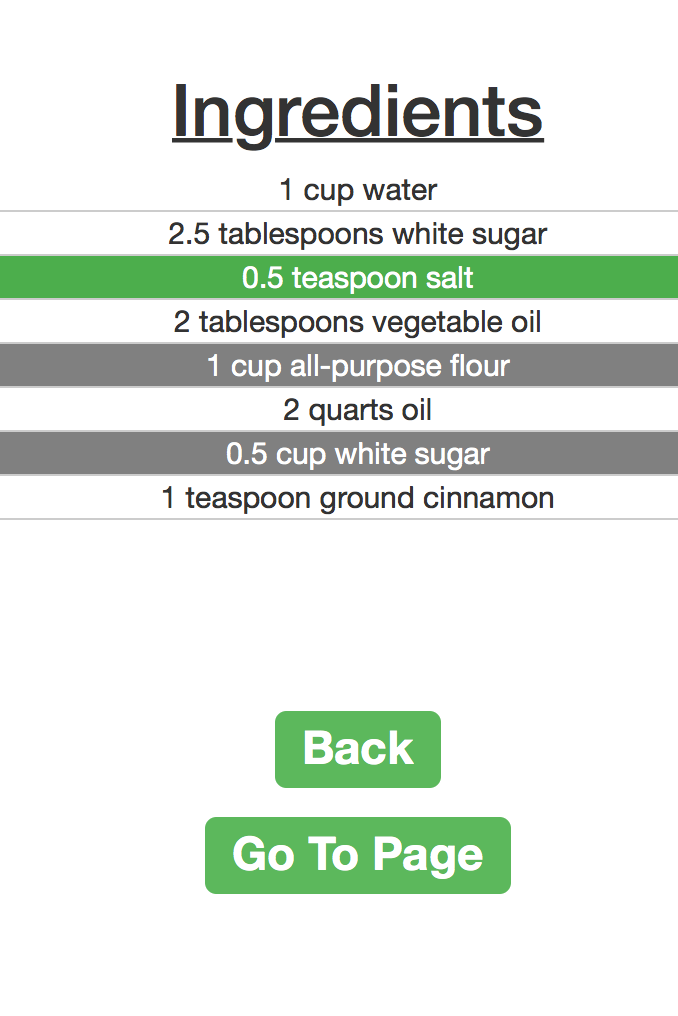 Ingredients
1 cup water
2.5 tablespoons white sugar
0.5 teaspoon salt
2 tablespoons vegetable oil
1 cup all-purpose flour
2 quarts oil
0.5 cup white sugar
1 teaspoon ground cinnamon
Back
Go To Page